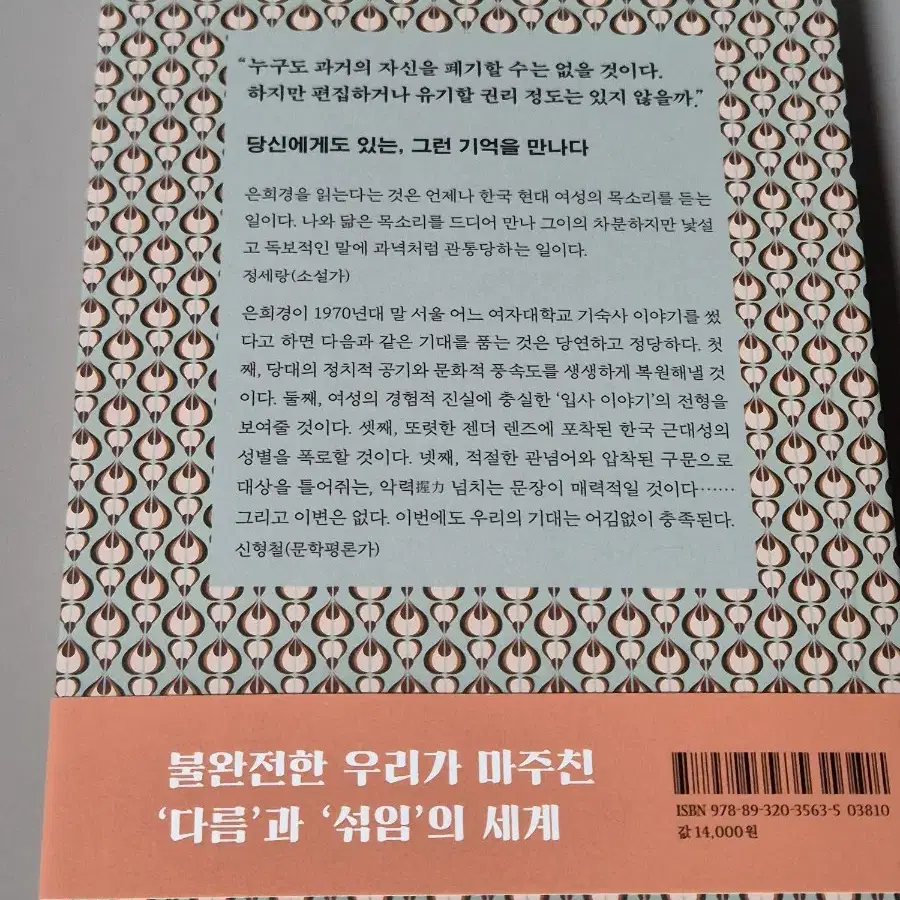 “누구도 과거의 자신을 폐기할 수는 없을 것이다.
하지만 편집하거나 유기할 권리 정도는 있지 않을까.”
당신에게도 있는, 그런 기억을 만나다
은희경을 읽는다는 것은 언제나 한국 현대 여성의 목소리를 듣는
일이다. 나와 닮은 목소리를 드디어 만나 그이의 차분하지만 낯설
고 독보적인 말에 과녁처럼 관통당하는 일이다.
정세랑(소설가)
은희경이 1970년대 말 서울 어느 여자대학교 기숙사 이야기를 썼
다고 하면 다음과 같은 기대를 품는 것은 당연하고 정당하다. 첫
째, 당대의 정치적 공기와 문화적 풍속도를 생생하게 복원해낼 것
이다. 둘째, 여성의 경험적 진실에 충실한 ‘입사 이야기’의 전형을
보여줄 것이다. 셋째, 또렷한 젠더 렌즈에 포착된 한국 근대성의
성별을 폭로할 것이다. 넷째, 적절한 관념어와 압착된 구문으로
대상을 틀어쥐는, 악력握力 넘치는 문장이 매력적일 것이다……
그리고 이변은 없다. 이번에도 우리의 기대는 어김없이 충족된다.
신형철(문학평론가)
불완전한 우리가 마주친
‘다름’과 ‘섞임’의 세계
ISBN 978-89-320-3563-5 03810
값 14,000원